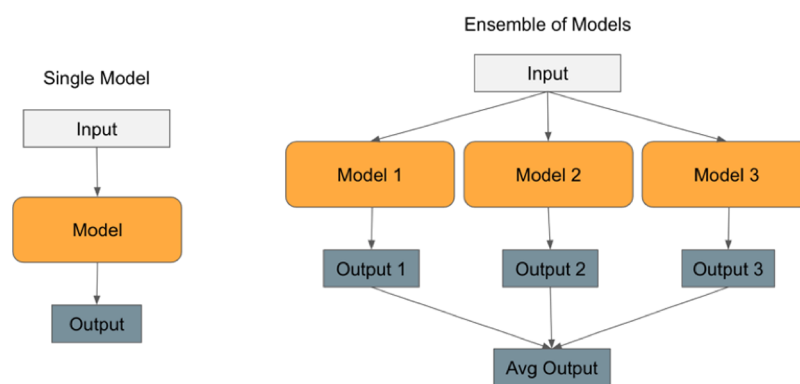 Single Model
Input
Model
Output
Ensemble of Models
Input
Model 1
Model 2
Model 3
Output 1
Output 2
Output 3
Avg Output